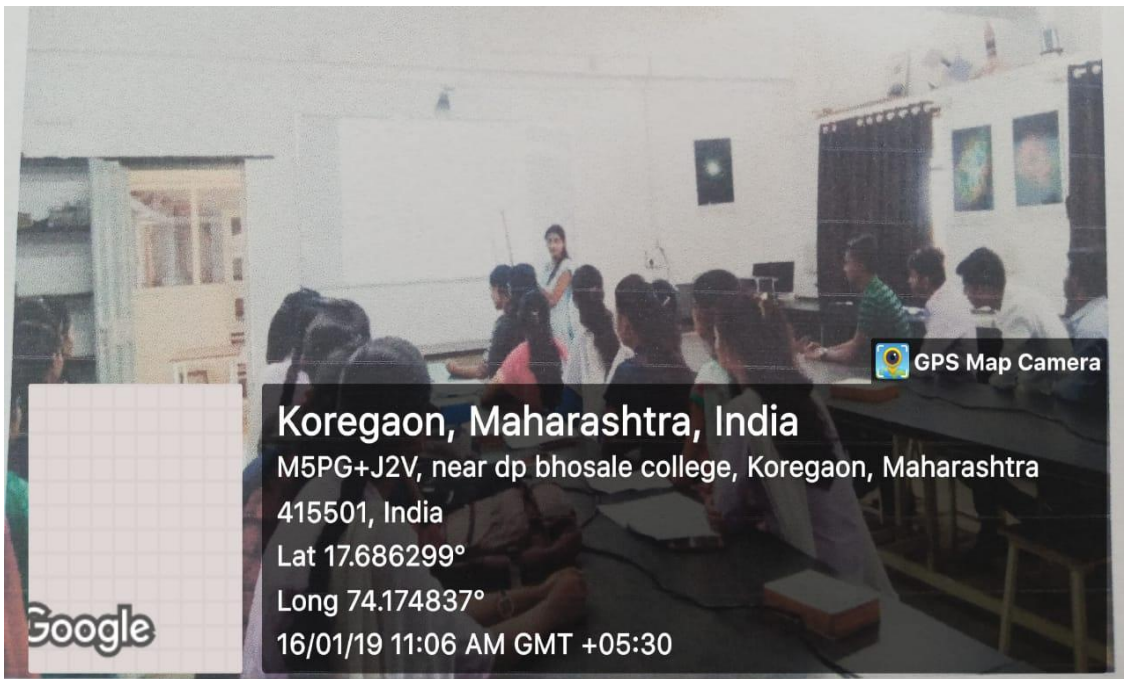 GPS Map Camera
Koregaon, Maharashtra, India
M5PG+J2V, near dp bhosale college, Koregaon, Maharashtra
415501, India
Lat 17.686299°
Long 74.174837°
16/01/19 11:06 AM GMT +05:30
Google